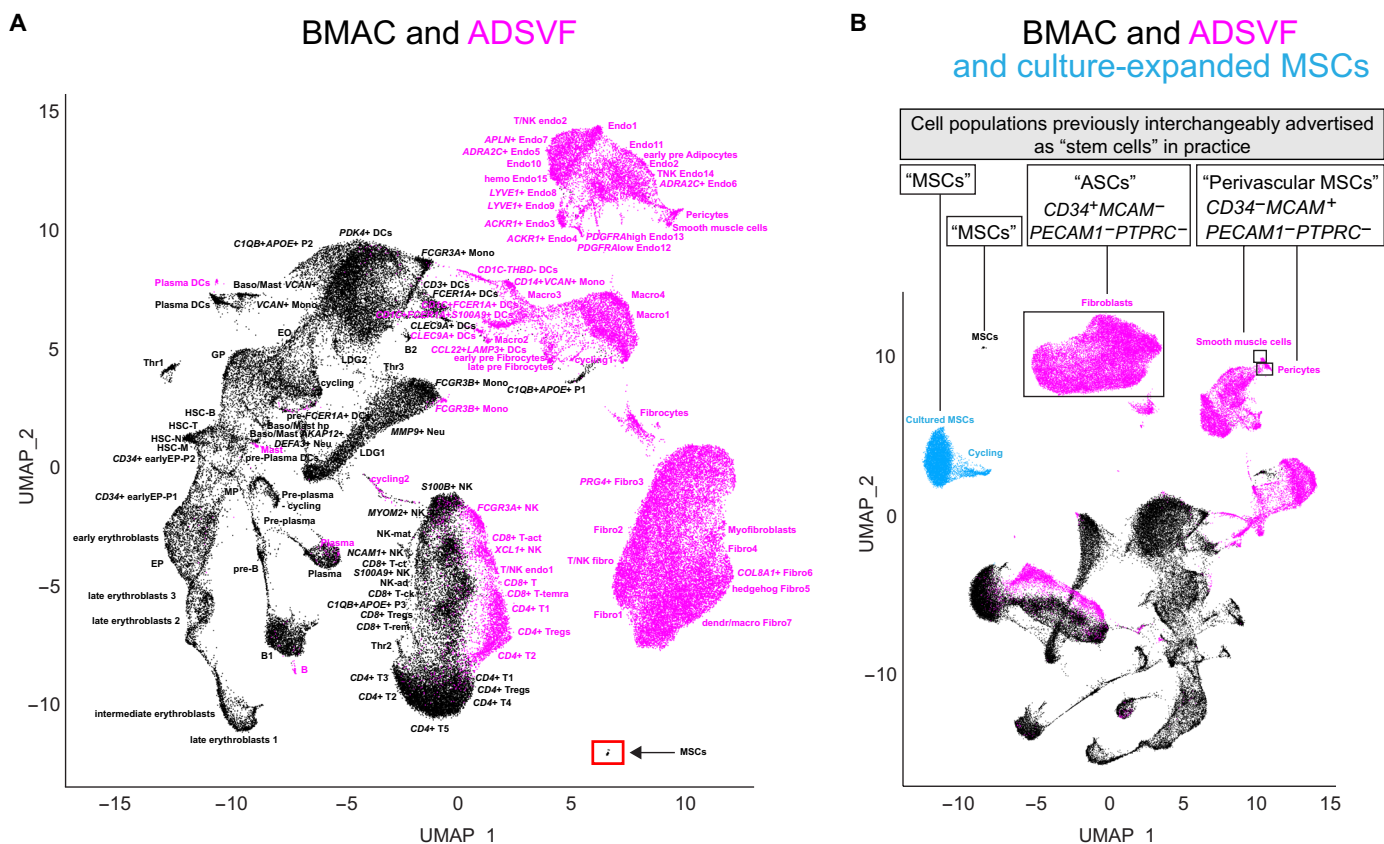 A
BMAC and ADSVF
15
10
5
0
−5
−10
−15
−10
−5
0
5
10
UMAP_2
UMAP_1
T/NK endo2
Endo1
APLN+ Endo7
ADRA2C+ Endo5
Endo10
hemo Endo15
LYVE1+ Endo8
LYVE1+ Endo9
ACKR1+ Endo3
ACKR1+ Endo4
Endo11
early pre Adipocytes
Endo2
TNK Endo14
ADRA2C+ Endo6
Pericytes
Smooth muscle cells
PDGFRAhigh Endo13
PDGFRAlow Endo12
PDK4+ DCs
C1QB+APOE+ P2
FCGR3A+ Mono
Plasma DCs
Baso/Mast VCAN+
Plasma DCs
VCAN+ Mono
CD1C-THBD- DCs
CD14+VCAN+ Mono
CD3+ DCs
FCER1A+ DCs
Macro3
Macro4
Macro1
CLEC9A+ DCs
CLEC9A+ DCs
Macro2
B2
CCL22+LAMP3+ DCs
early pre Fibrocytes
late pre Fibrocytes
cycling1
C1QB+APOE+ P1
EO
GP
LDG2
Thr1
Thr3
cycling
FCGR3B+ Mono
FCGR3B+ Mono
HSC-B
HSC-T
HSC-N
HSC-M
CD34+ earlyEP-P2
pre-FCER1A+ DCs
Baso/Mast hp
Baso/Mast AKAP12+
DEFA3+ Neu
Mast
pre-Plasma DCs
MMP9+ Neu
LDG1
Fibrocytes
CD34+ earlyEP-P1
MP
Pre-plasma
cycling
Pre-plasma
Plasma
Plasma
early erythroblasts
EP
pre-B
late erythroblasts 3
late erythroblasts 2
B1
B
intermediate erythroblasts
late erythroblasts 1
cycling2
S100B+ NK
MYOM2+ NK
FCGR3A+ NK
NK-mat
CD8+ T-act
XCL1+ NK
NCAM1+ NK
CD8+ T-ct
S100A9+ NK
NK-ad
CD8+ T-ck
C1QB+APOE+ P3
CD8+ Tregs
CD8+ T-rem
Thr2
T/NK endo1
CD8+ T
CD8+ T-temra
CD4+ T1
CD4+ Tregs
CD4+ T2
CD4+ T3
CD4+ T2
CD4+ T1
CD4+ Tregs
CD4+ T4
CD4+ T5
PRG4+ Fibro3
Fibro2
T/NK fibro
Fibro1
Myofibroblasts
Fibro4
COL8A1+ Fibro6
hedgehog Fibro5
dendr/macro Fibro7
MSCs
B
BMAC and ADSVF
and culture-expanded MSCs
Cell populations previously interchangeably advertised
as “stem cells” in practice
“MSCs”
“MSCs”
“ASCs”
CD34+MCAM−
PECAM1−PTPRC−
“Perivascular MSCs”
CD34−MCAM+
PECAM1−PTPRC−
Fibroblasts
MSCs
Smooth muscle cells
Pericytes
Cultured MSCs
Cycling
10
0
−10
−10
−5
0
5
10
15
UMAP_2
UMAP_1